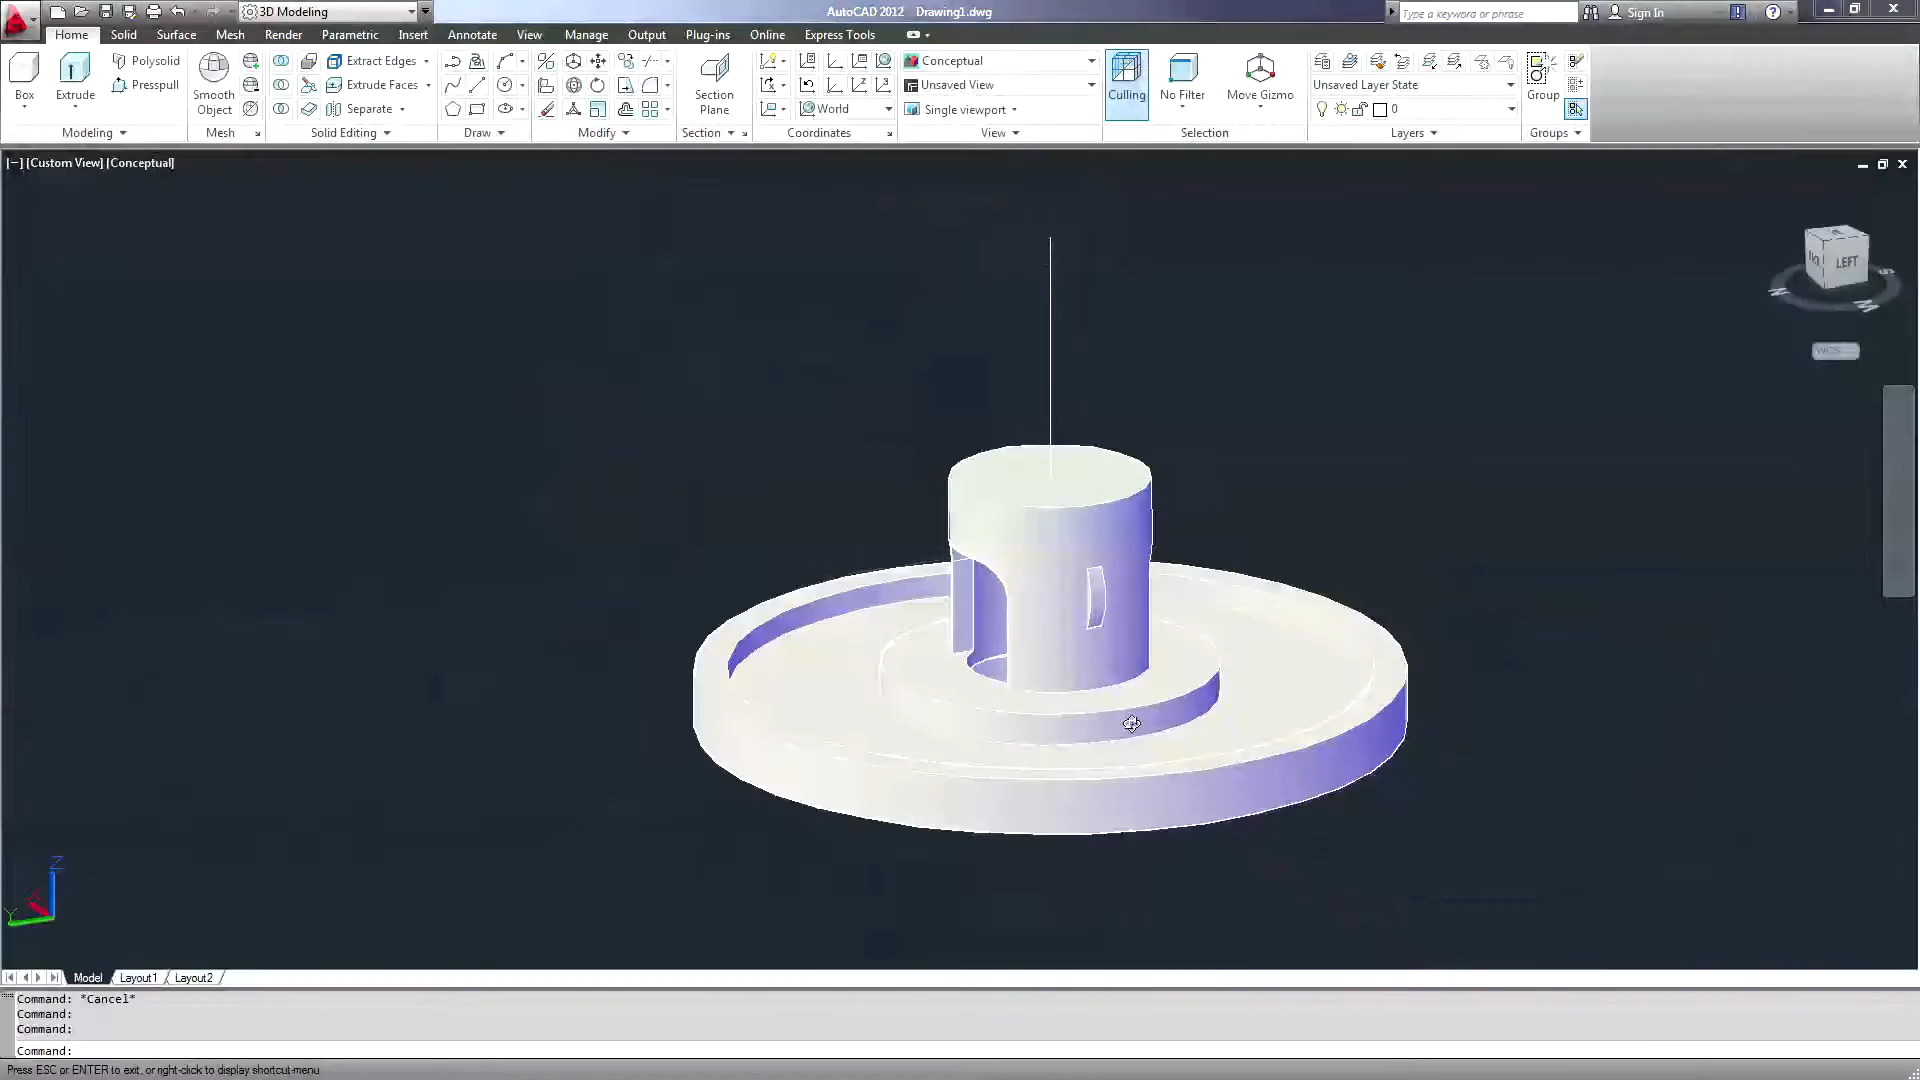 3D Modeling
AutoCAD 2012 Drawing1.dwg
Type a keyword or phrase
Sign In
Home Solid Surface Mesh Render Parametric Insert Annotate View Manage Output Plug-ins Online Express Tools
Box
Extrude
Polysolid
Presspull
Modeling
Smooth
Object
Mesh
Extract Edges
Extrude Faces
Separate
Solid Editing
Draw
Modify
Section
Plane
Section
World
Coordinates
Conceptual
Unsaved View
Single viewport
View
Culling
No Filter
Move Gizmo
Selection
Unsaved Layer State
0
Layers
Group
Groups
[−] [Custom View] [Conceptual]
LEFT
S
N
WCS
Z
X
Y
Model Layout1 Layout2
Command: *Cancel*
Command:
Command:
Command:
Press ESC or ENTER to exit, or right-click to display shortcut-menu